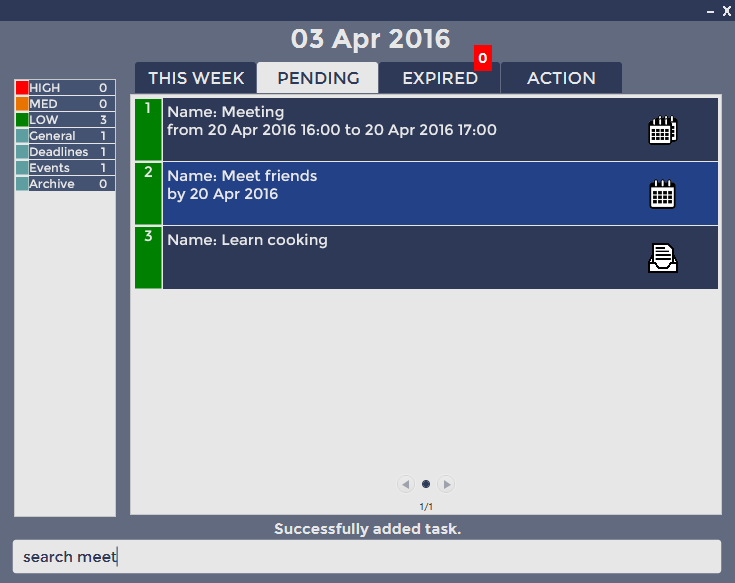 – X
03 Apr 2016
0
THIS WEEK PENDING EXPIRED ACTION
HIGH 0
MED 0
LOW 3
General 1
Deadlines 1
Events 1
Archive 0
1
Name: Meeting
from 20 Apr 2016 16:00 to 20 Apr 2016 17:00
2
Name: Meet friends
by 20 Apr 2016
3
Name: Learn cooking
1/1
Successfully added task.
search meet